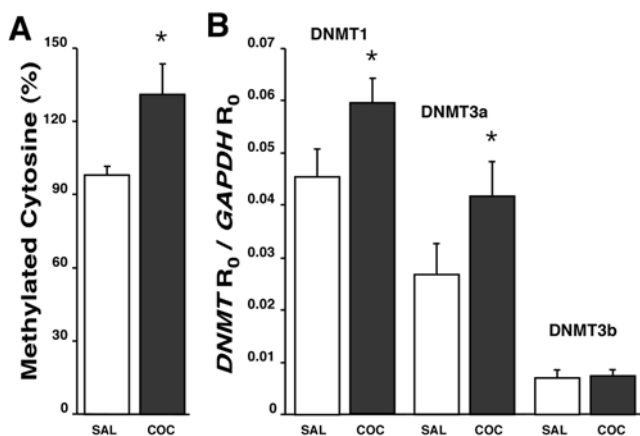 A
Methylated Cytosine (%)
150
120
90
60
30
0
*
SAL COC
B
DNMT R0 / GAPDH R0
0.07
0.06
0.05
0.04
0.03
0.02
0.01
0
DNMT1
*
DNMT3a
*
DNMT3b
SAL COC SAL COC SAL COC